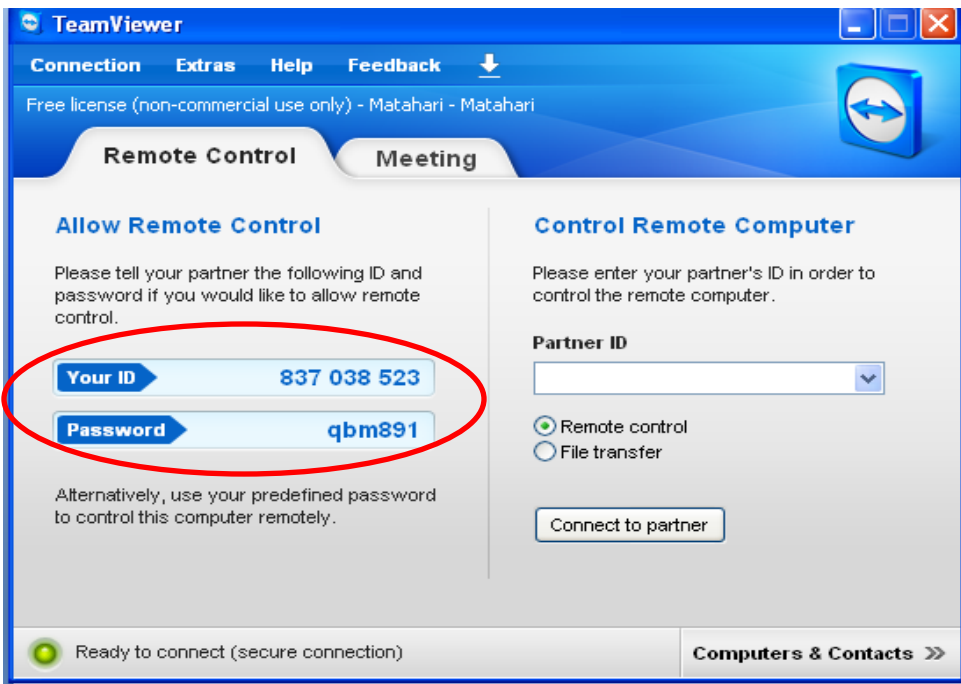 TeamViewer
Connection Extras Help Feedback
Free license (non-commercial use only) - Matahari - Matahari
Remote Control Meeting
Allow Remote Control
Please tell your partner the following ID and
password if you would like to allow remote
control.
Your ID 837 038 523
Password qbm891
Alternatively, use your predefined password
to control this computer remotely.
Control Remote Computer
Please enter your partner's ID in order to
control the remote computer.
Partner ID
Remote control
File transfer
Connect to partner
Ready to connect (secure connection)
Computers & Contacts >>